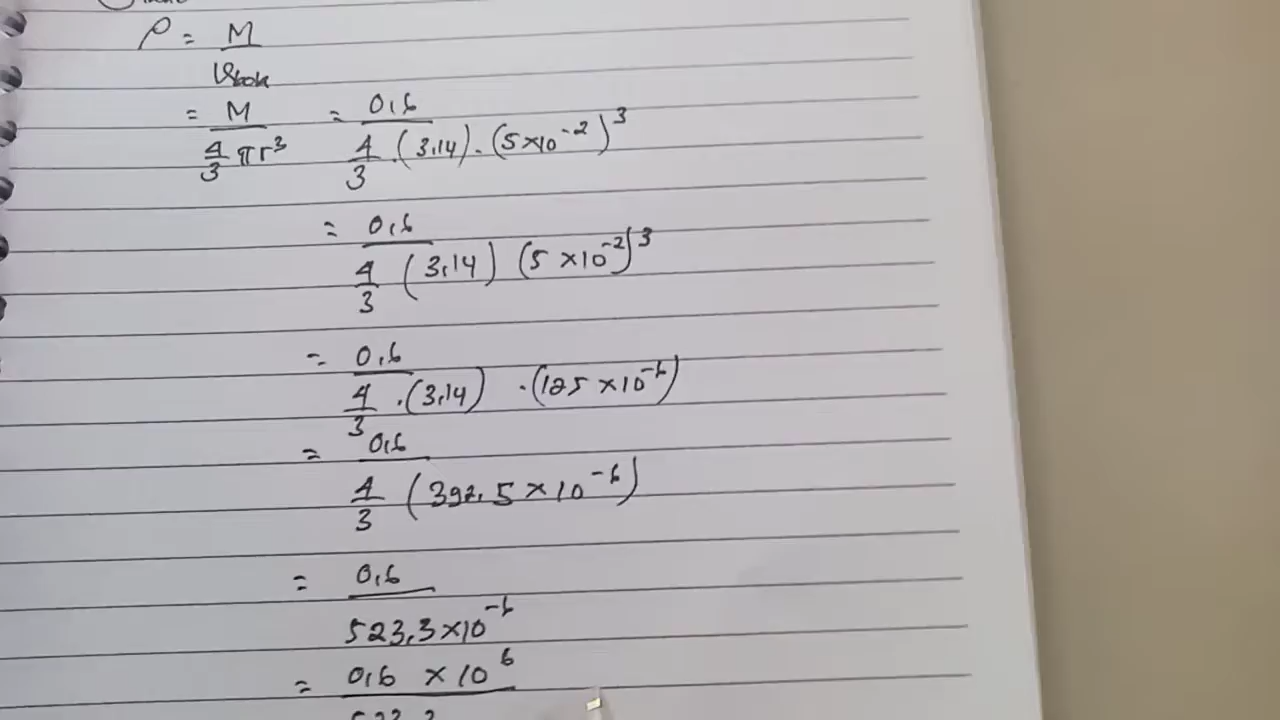 ρ = M
Vbola
= M = 0,6
4/3 πr³ 4/3 . (3,14) . (5×10⁻²)³
= 0,6
4/3 (3,14) (5 ×10⁻²)³
= 0,6
4/3 . (3,14) . (125 ×10⁻⁶)
= 0,6
4/3 (392,5 × 10⁻⁶)
= 0,6
523,3 ×10⁻⁶
= 0,6 × 10⁶